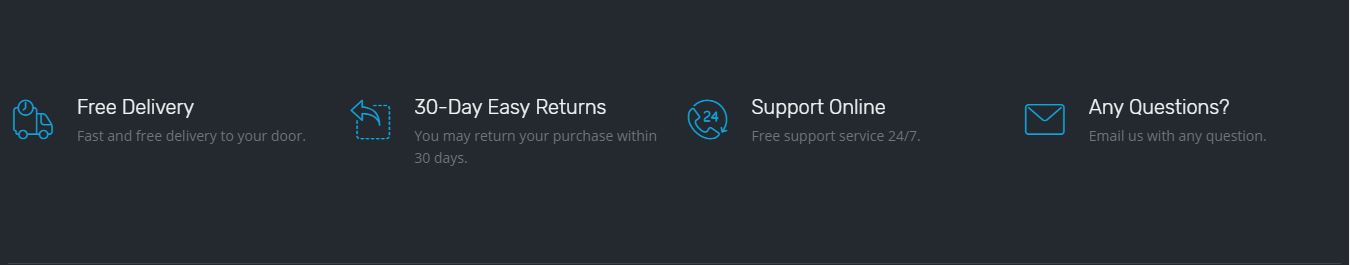 Free Delivery
Fast and free delivery to your door.
30-Day Easy Returns
You may return your purchase within
30 days.
24
Support Online
Free support service 24/7.
Any Questions?
Email us with any question.